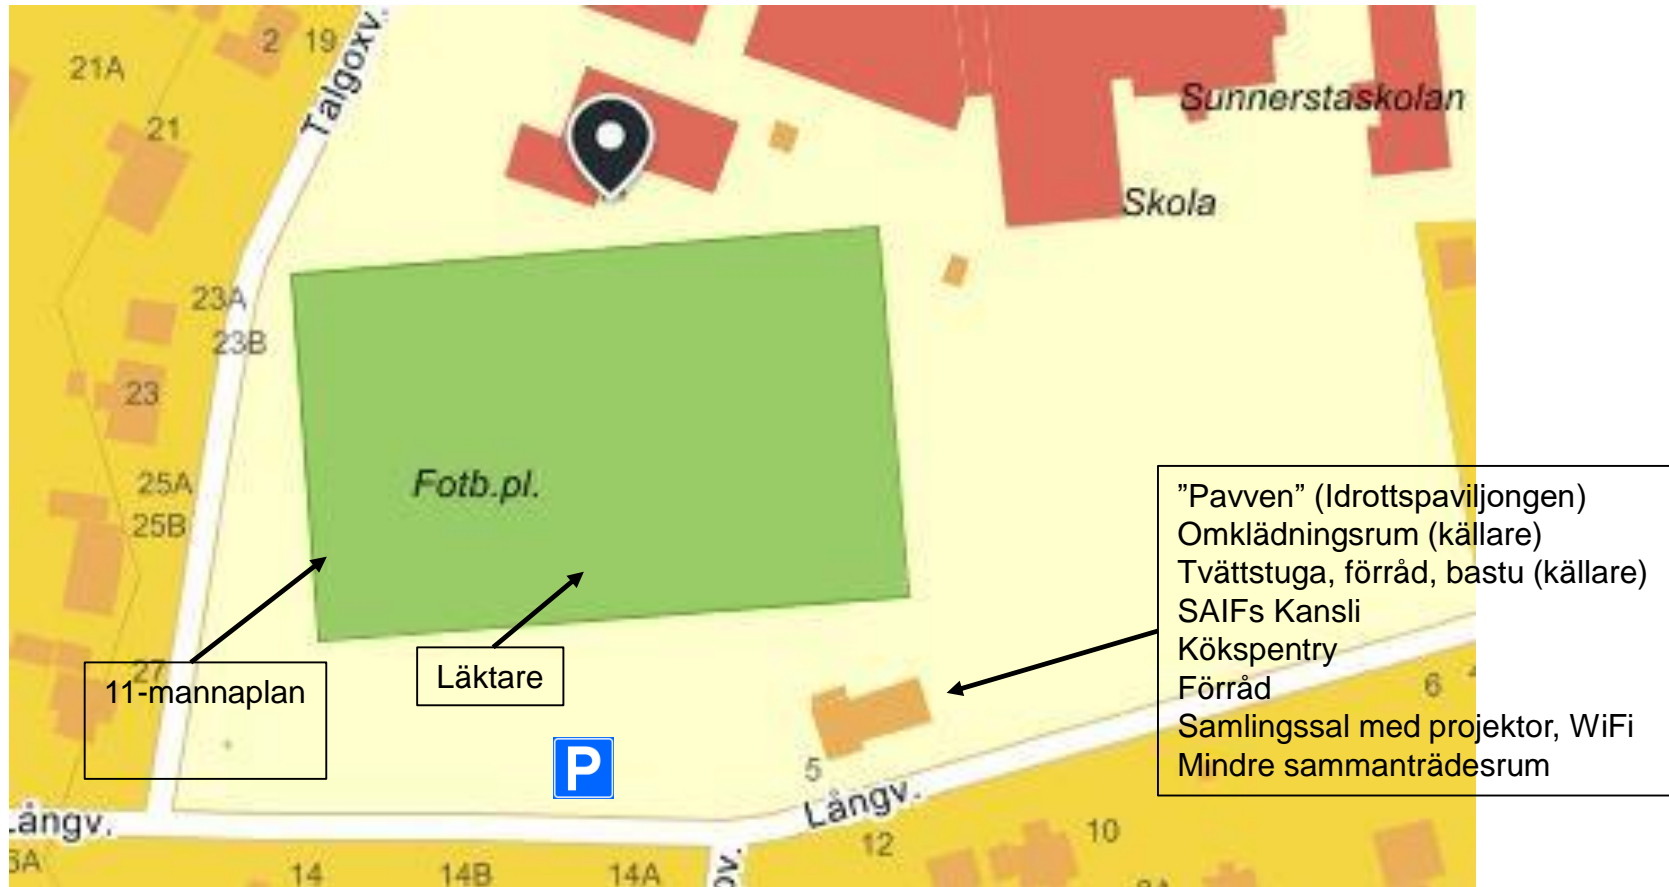 2
19
Talgoxv.
21A
21
Sunnerstaskolan
Skola
23A
23B
23
Fotb.pl.
25A
25B
27
11-mannaplan
Läktare
"Pavven" (Idrottspaviljongen)
Omklädningsrum (källare)
Tvättstuga, förråd, bastu (källare)
SAIFs Kansli
Kökspentry
Förråd
Samlingssal med projektor, WiFi
Mindre sammanträdesrum
6
P
5
Långv.
ångv.
12
10
14
14B
14A